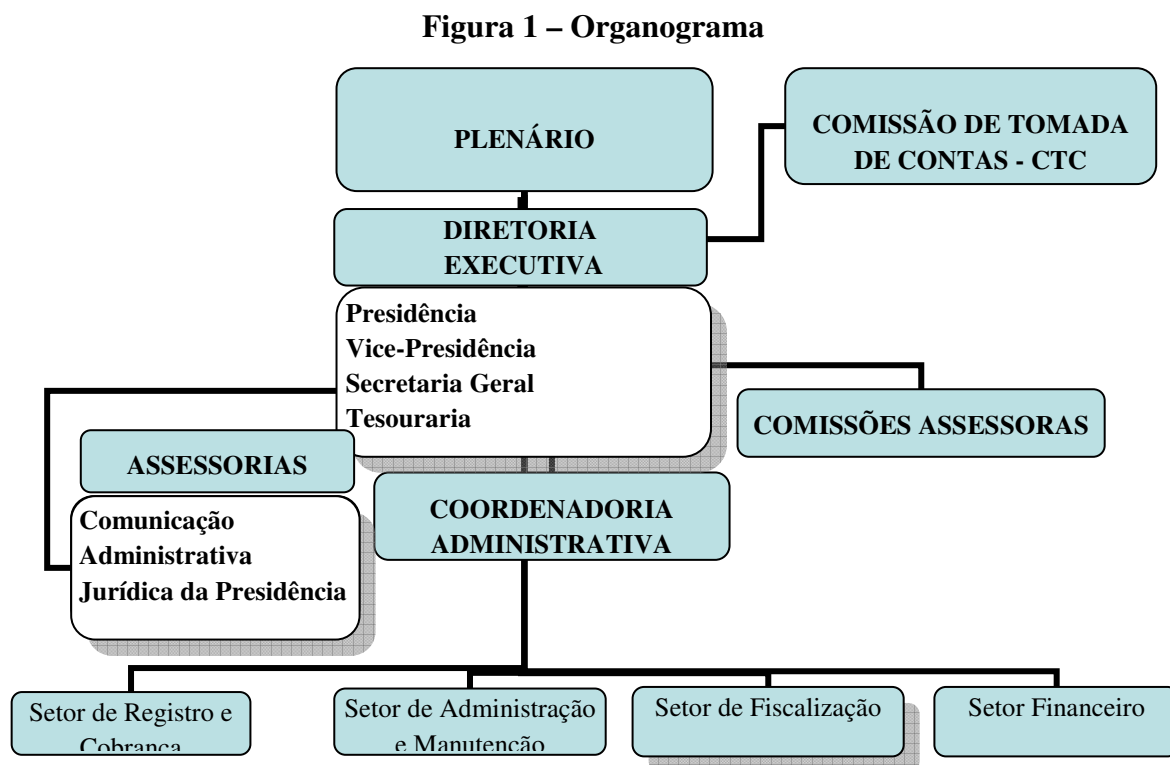 Figura 1 – Organograma
PLENÁRIO
COMISSÃO DE TOMADA
DE CONTAS - CTC
DIRETORIA
EXECUTIVA
Presidência
Vice-Presidência
Secretaria Geral
Tesouraria
COMISSÕES ASSESSORAS
ASSESSORIAS
Comunicação
Administrativa
Jurídica da Presidência
COORDENADORIA
ADMINISTRATIVA
Setor de Registro e
Cobrança
Setor de Administração
e Manutenção
Setor de Fiscalização
Setor Financeiro